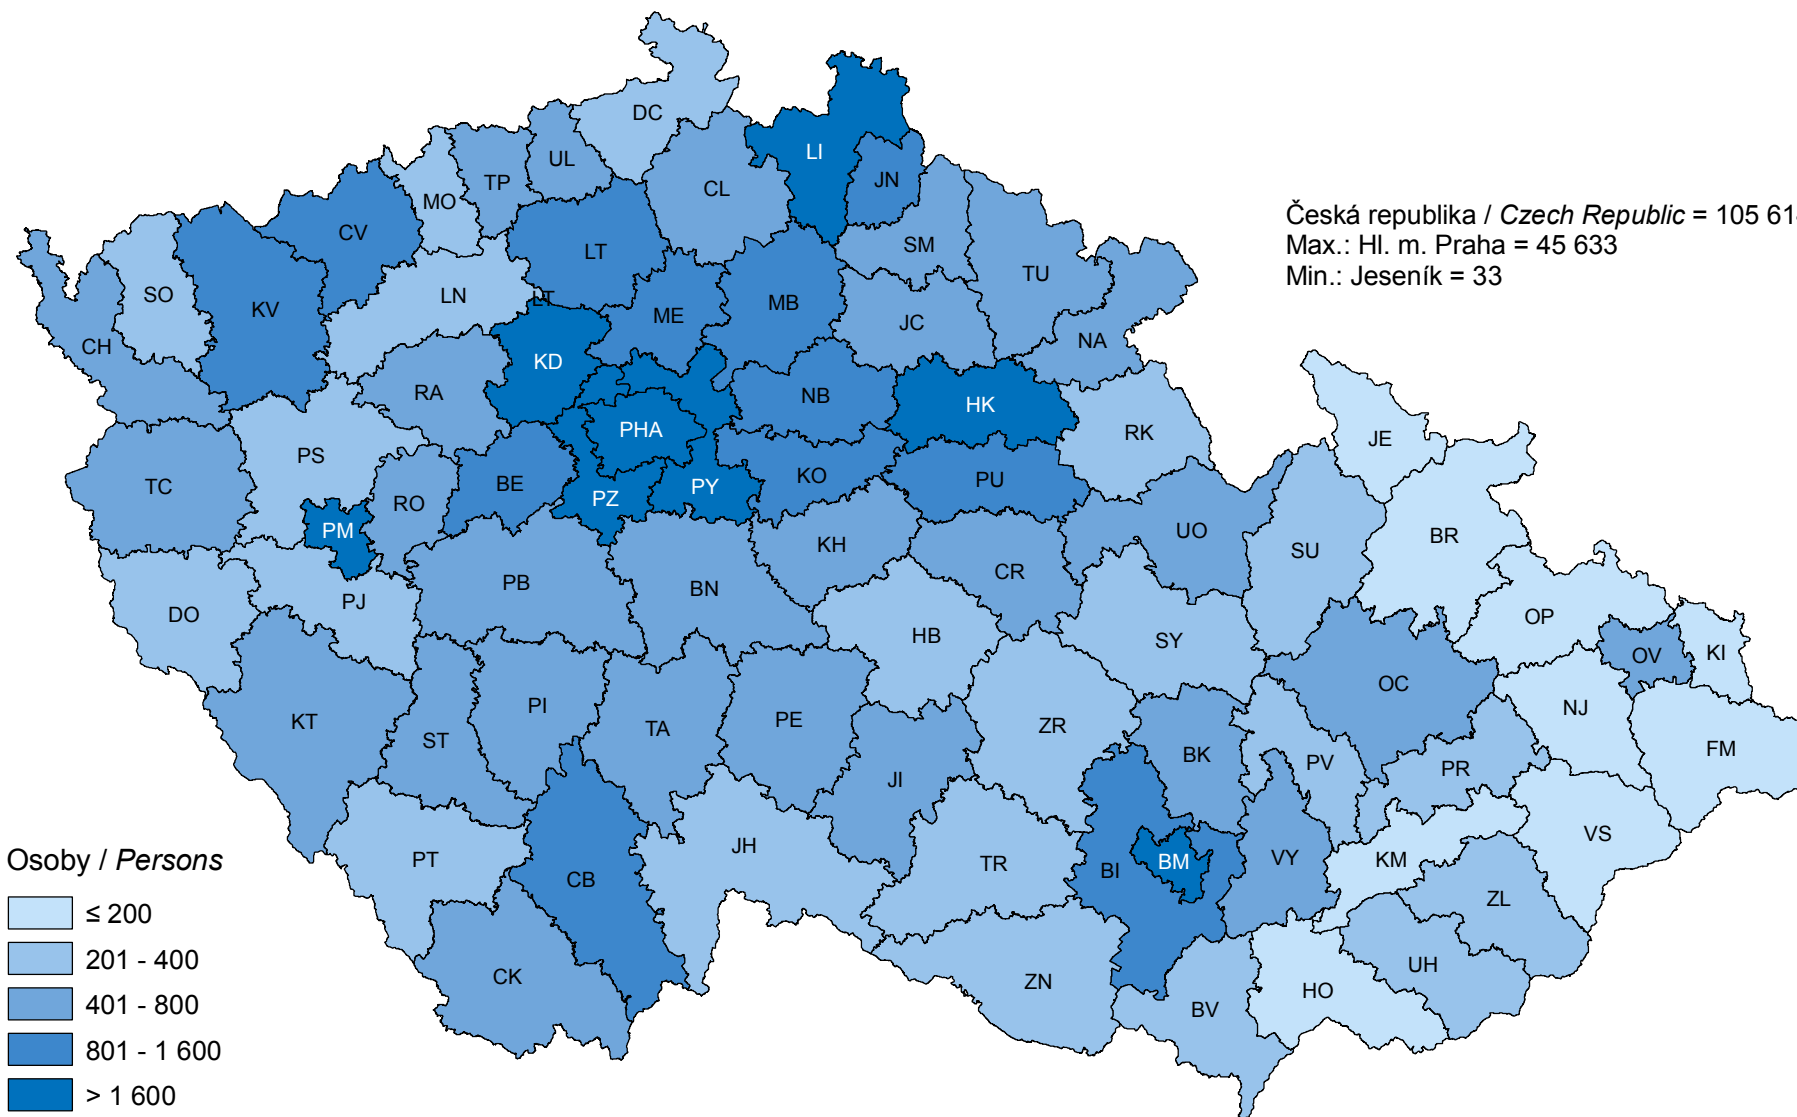 DC
LI
UL
TP
JN
CL
MO
Česká republika / Czech Republic = 105 61
Max.: Hl. m. Praha = 45 633
Min.: Jeseník = 33
CV
SM
LT
TU
SO
LN
LT
KV
ME
MB
JC
CH
NA
KD
RA
NB
HK
PHA
RK
JE
PS
TC
RO
BE
KO
PU
PZ
PY
PM
UO
BR
KH
SU
CR
PB
BN
PJ
DO
HB
SY
OP
OV
KI
OC
KT
ST
PI
TA
PE
ZR
NJ
FM
BK
JI
PV
PR
VS
Osoby / Persons
PT
JH
TR
BI
BM
VY
KM
CB
ZL
≤ 200
201 - 400
401 - 800
801 - 1 600
> 1 600
CK
ZN
BV
HO
UH